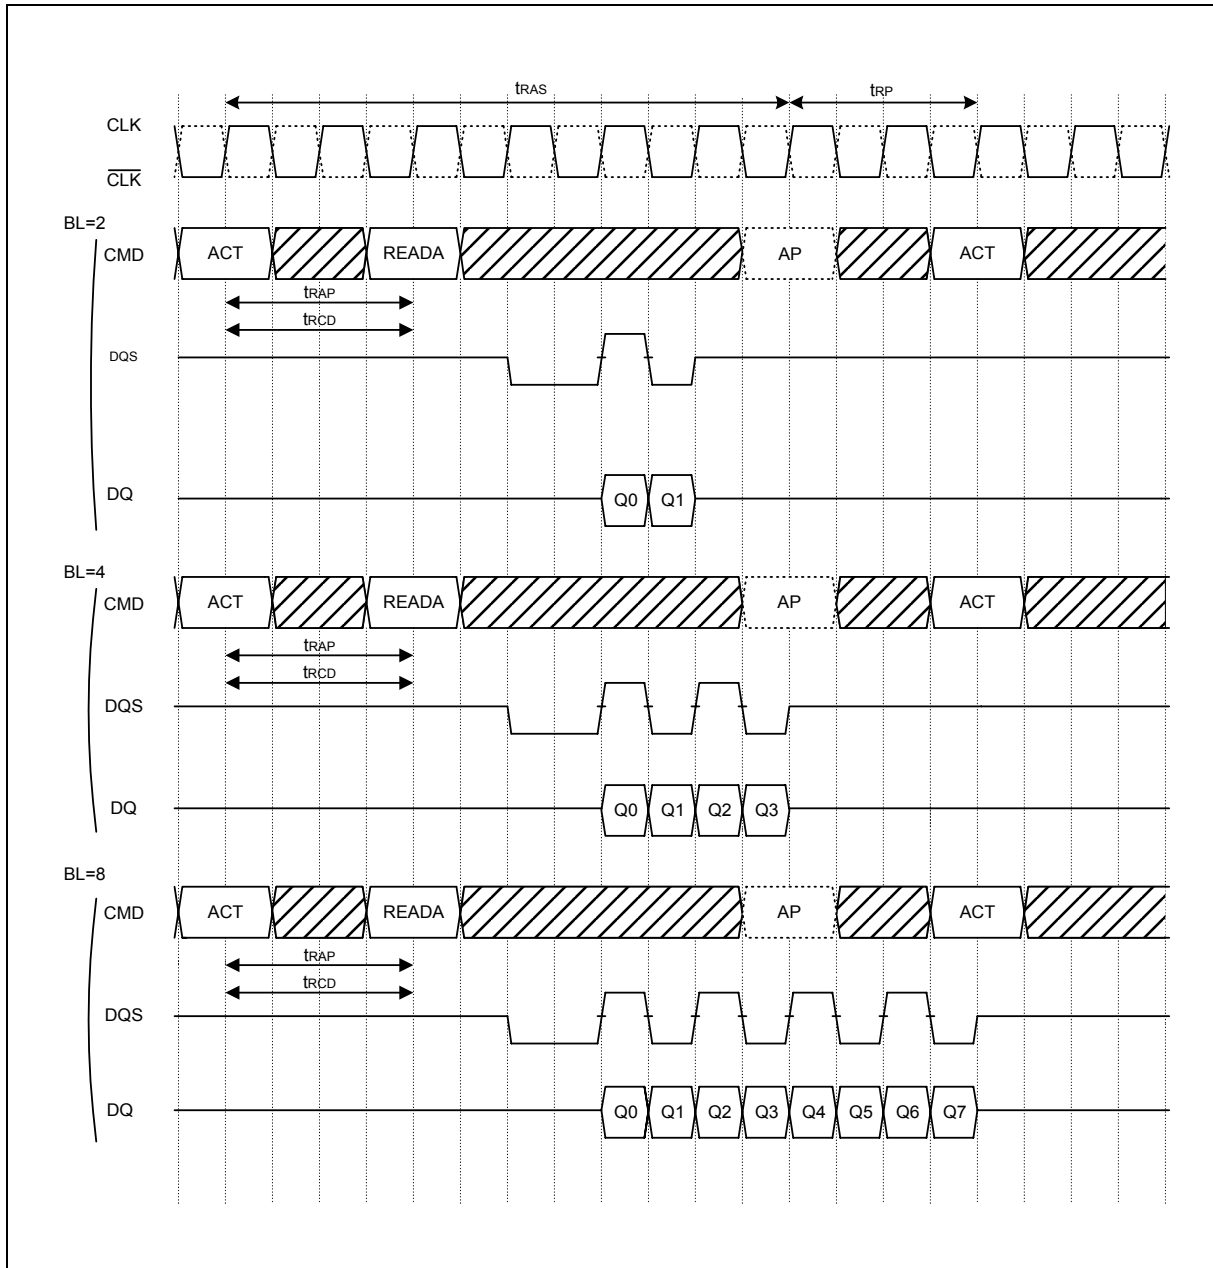 tRAS tRP
CLK
CLK
BL=2
CMD ACT READA AP ACT
tRAP
tRCD
DQS
DQ Q0 Q1
BL=4
CMD ACT READA AP ACT
tRAP
tRCD
DQS
DQ Q0 Q1 Q2 Q3
BL=8
CMD ACT READA AP ACT
tRAP
tRCD
DQS
DQ Q0 Q1 Q2 Q3 Q4 Q5 Q6 Q7